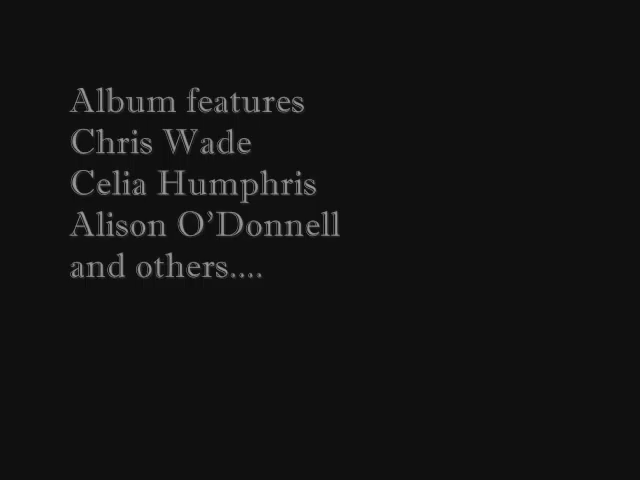 Album features
Chris Wade
Celia Humphris
Alison O’Donnell
and others....